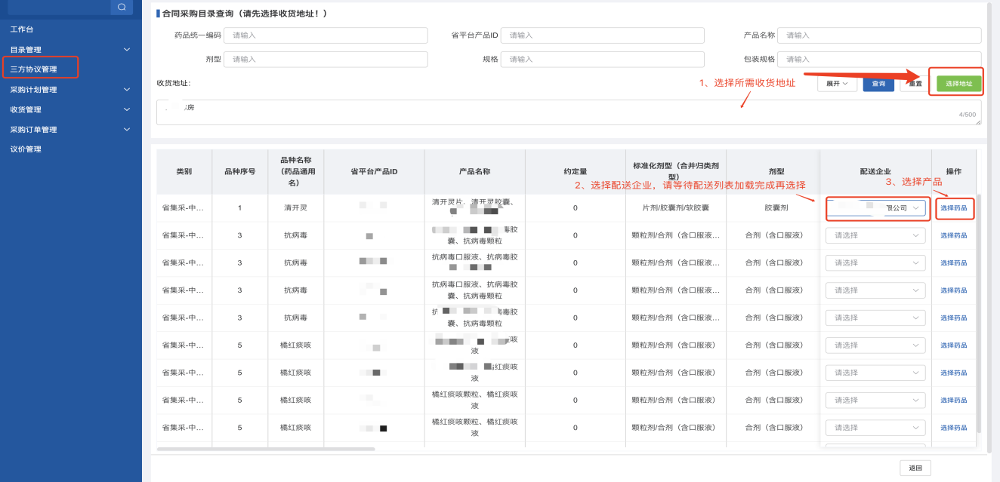 工作台
目录管理
三方协议管理
采购计划管理
收货管理
采购订单管理
议价管理
合同采购目录查询（请先选择收货地址！）
药品统一编码 请输入 省平台产品ID 请输入 产品名称 请输入
剂型 请输入 规格 请输入 包装规格 请输入
收货地址:
1、选择所需收货地址
展开 查询 重置 选择地址
房
4/500
类别 品种序号 品种名称（药品通用名） 省平台产品ID 产品名称 约定量 标准化剂型（合并归类剂型） 剂型 配送企业 操作
2、选择配送企业，请等待配送列表加载完成再选择
3、选择产品
省集采-中... 1 清开灵 清开灵片、清开灵胶囊、 0 片剂/胶囊剂/软胶囊 胶囊剂 限公司 选择药品
省集采-中... 3 抗病毒 毒胶囊、抗病毒颗粒 0 颗粒剂/合剂（含口服液... 合剂（含口服液） 请选择 选择药品
省集采-中... 3 抗病毒 抗病毒口服液、抗病毒胶 0 颗粒剂/合剂（含口服液... 合剂（含口服液） 请选择 选择药品
省集采-中... 3 抗病毒 抗病毒口服液、抗病毒胶囊、抗病毒颗粒 0 颗粒剂/合剂（含口服液... 合剂（含口服液） 请选择 选择药品
省集采-中... 3 抗病毒 抗 毒胶囊、抗病毒颗粒 0 颗粒剂/合剂（含口服液... 合剂（含口服液） 请选择 选择药品
省集采-中... 5 橘红痰咳 咳液 0 颗粒剂/合剂（含口服液） 合剂（含口服液） 请选择 选择药品
省集采-中... 5 橘红痰咳 红痰咳液 0 颗粒剂/合剂（含口服液） 合剂（含口服液） 请选择 选择药品
省集采-中... 5 橘红痰咳 橘红痰咳颗粒、橘红痰咳液 0 颗粒剂/合剂（含口服液） 合剂（含口服液） 请选择 选择药品
省集采-中... 5 橘红痰咳 橘红痰咳颗粒、橘红痰咳液 0 颗粒剂/合剂（含口服液） 合剂（含口服液） 请选择 选择药品
返回